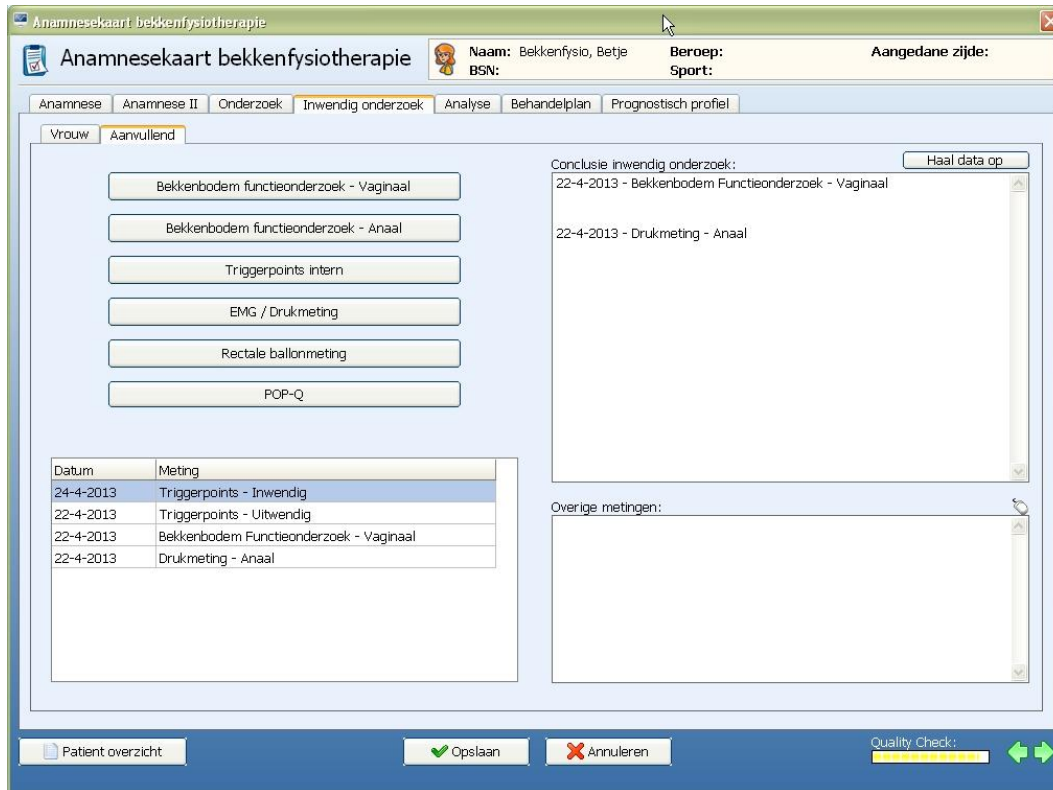 Anamnesekaart bekkenfysiotherapie
Anamnesekaart bekkenfysiotherapie
Naam: Bekkenfysio, Betje Beroep: Aangedane zijde:
BSN: Sport:
Anamnese Anamnese II Onderzoek Inwendig onderzoek Analyse Behandelplan Prognostisch profiel
Vrouw Aanvullend
Bekkenbodem functieonderzoek - Vaginaal
Bekkenbodem functieonderzoek - Anaal
Triggerpoints intern
EMG / Drukmeting
Rectale ballonmeting
POP-Q
Datum Meting
24-4-2013 Triggerpoints - Inwendig
22-4-2013 Triggerpoints - Uitwendig
22-4-2013 Bekkenbodem Functieonderzoek - Vaginaal
22-4-2013 Drukmeting - Anaal
Conclusie inwendig onderzoek: Haal data op
22-4-2013 - Bekkenbodem Functieonderzoek - Vaginaal
22-4-2013 - Drukmeting - Anaal
Overige metingen:
Patient overzicht Opslaan Annuleren Quality Check: